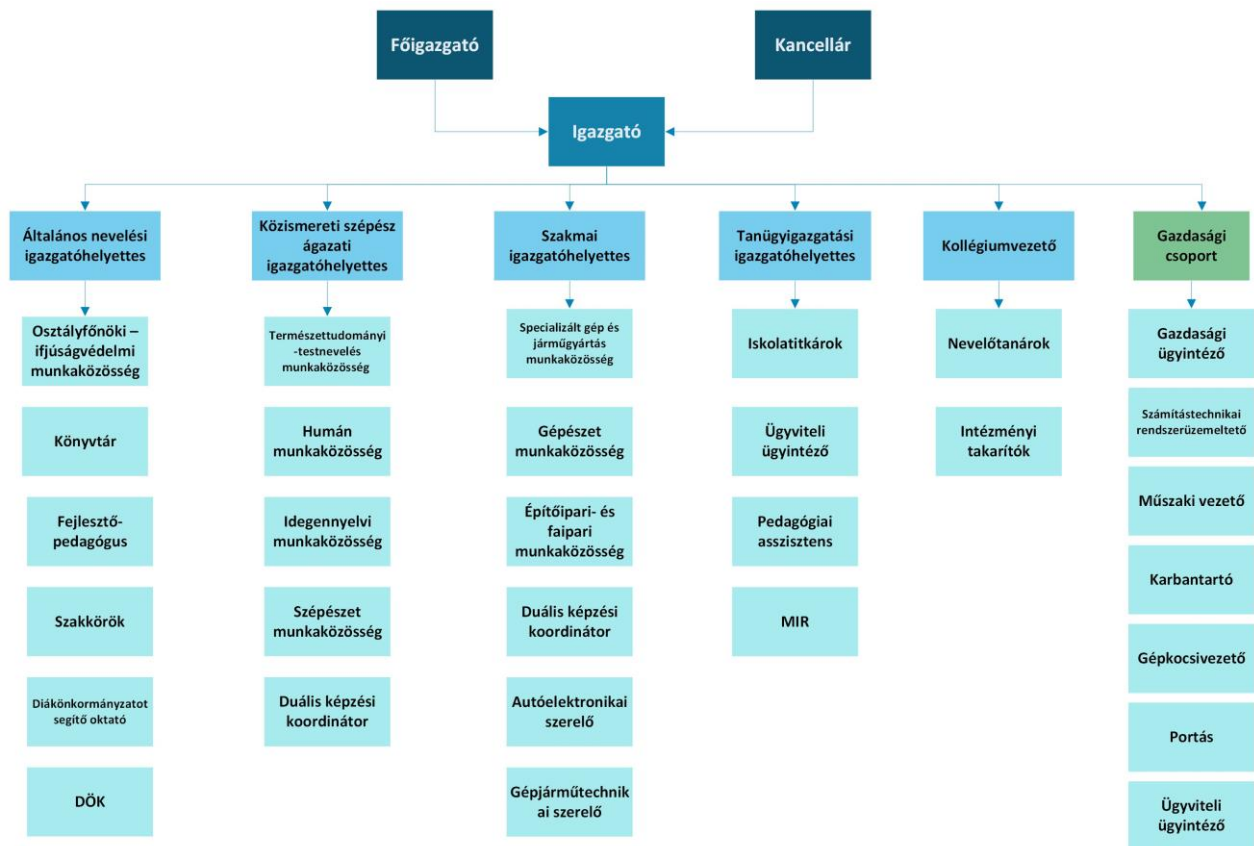 Főigazgató
Kancellár
Igazgató
Általános nevelési
igazgatóhelyettes
Közismereti szépész
ágazati
igazgatóhelyettes
Szakmai
igazgatóhelyettes
Tanügyigazgatási
igazgatóhelyettes
Kollégiumvezető
Gazdasági
csoport
Osztályfőnöki –
ifjúságvédelmi
munkaközösség
Természettudományi
-testnevelés
munkaközösség
Specializált gép és
járműgyártás
munkaközösség
Iskolatitkárok
Nevelőtanárok
Gazdasági
ügyintéző
Könyvtár
Humán
munkaközösség
Gépészet
munkaközösség
Ügyviteli
ügyintéző
Intézményi
takarítók
Számítástechnikai
rendszerüzemeltető
Fejlesztő-
pedagógus
Idegennyelvi
munkaközösség
Építőipari- és
faipari
munkaközösség
Pedagógiai
asszisztens
Műszaki vezető
Szakkörök
Szépészet
munkaközösség
Duális képzési
koordinátor
MIR
Karbantartó
Gépkocsivezető
Diákönkormányzatot
segítő oktató
Duális képzési
koordinátor
Autóelektronikai
szerelő
Portás
DÖK
Gépjárműtechnik
ai szerelő
Ügyviteli
ügyintéző